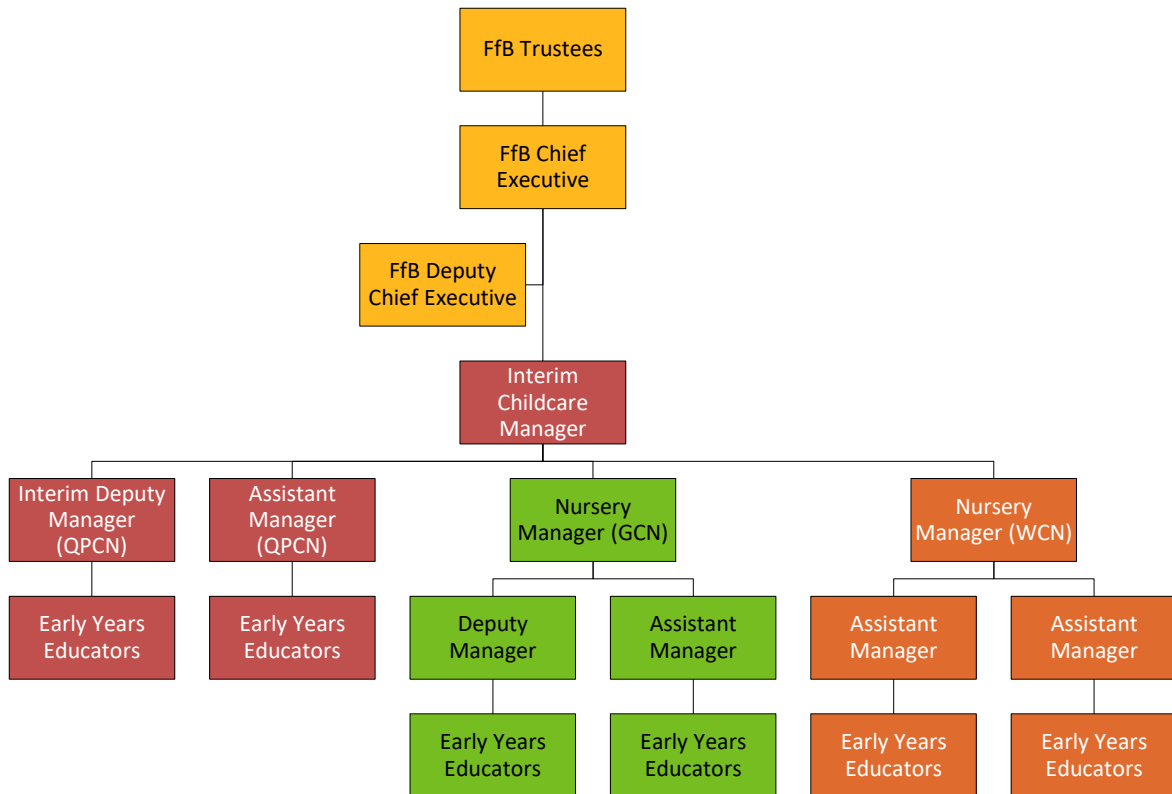 FfB Trustees
FfB Chief
Executive
FfB Deputy
Chief Executive
Interim
Childcare
Manager
Interim Deputy
Manager
(QPCN)
Assistant
Manager
(QPCN)
Nursery
Manager (GCN)
Nursery
Manager (WCN)
Early Years
Educators
Early Years
Educators
Deputy
Manager
Assistant
Manager
Assistant
Manager
Assistant
Manager
Early Years
Educators
Early Years
Educators
Early Years
Educators
Early Years
Educators